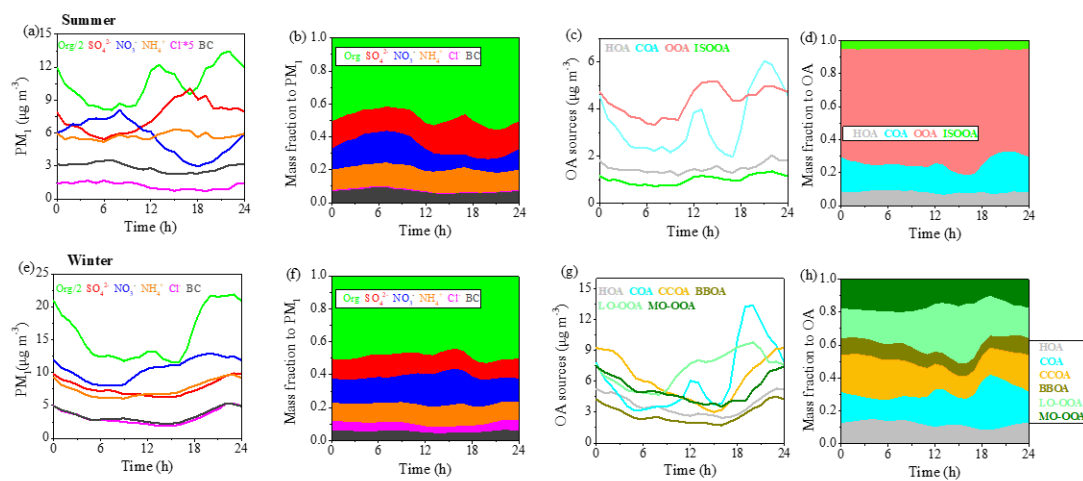 Summer
(a)
Org/2 SO₄²⁻ NO₃⁻ NH₄⁺ Cl⁻*5 BC
PM₁ (μg m⁻³)
15
12
9
6
3
0
0 6 12 18 24
Time (h)
(b)
Org SO₄²⁻ NO₃⁻ NH₄⁺ Cl⁻ BC
Mass fraction to PM₁
1.0
0.8
0.6
0.4
0.2
0.0
0 6 12 18 24
Time (h)
(c)
HOA COA OOA ISOOA
OA sources (μg m⁻³)
6
4
2
0
0 6 12 18 24
Time (h)
(d)
HOA COA OOA ISOOA
Mass fraction to OA
1.0
0.8
0.6
0.4
0.2
0.0
0 6 12 18 24
Time (h)
Winter
(e)
Org/2 SO₄²⁻ NO₃⁻ NH₄⁺ Cl⁻ BC
PM₁ (μg m⁻³)
25
20
15
10
5
0
0 6 12 18 24
Time (h)
(f)
Org SO₄²⁻ NO₃⁻ NH₄⁺ Cl⁻ BC
Mass fraction to PM₁
1.0
0.8
0.6
0.4
0.2
0.0
0 6 12 18 24
Time (h)
(g)
HOA COA CCOA BBOA
LO-OOA MO-OOA
OA sources (μg m⁻³)
15
12
9
6
3
0
0 6 12 18 24
Time (h)
(h)
Mass fraction to OA
1.0
0.8
0.6
0.4
0.2
0.0
0 6 12 18 24
Time (h)
HOA
COA
CCOA
BBOA
LO-OOA
MO-OOA